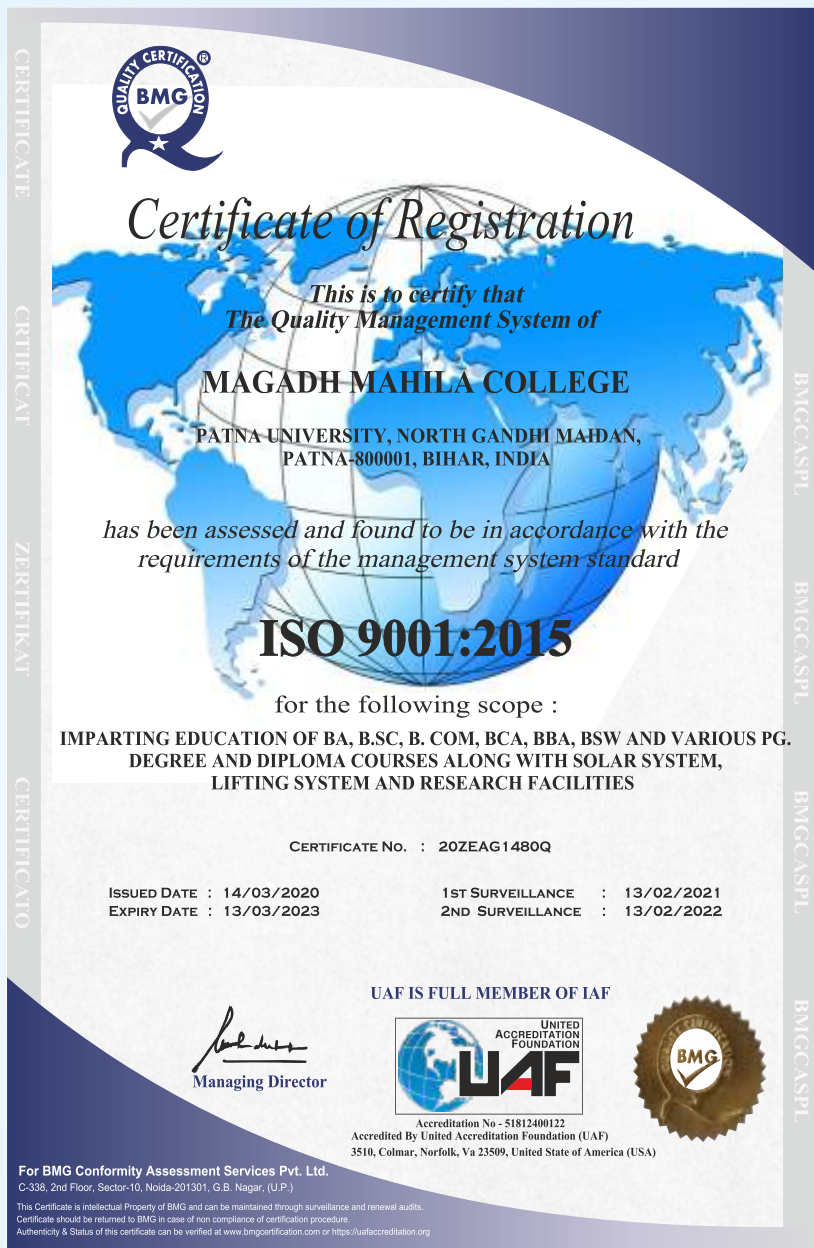 QUALITY CERTIFICATION ®
BMG
Certificate of Registration
This is to certify that
The Quality Management System of
MAGADH MAHILA COLLEGE
PATNA UNIVERSITY, NORTH GANDHI MAIDAN,
PATNA-800001, BIHAR, INDIA
has been assessed and found to be in accordance with the
requirements of the management system standard
ISO 9001:2015
for the following scope :
IMPARTING EDUCATION OF BA, B.SC, B. COM, BCA, BBA, BSW AND VARIOUS PG.
DEGREE AND DIPLOMA COURSES ALONG WITH SOLAR SYSTEM,
LIFTING SYSTEM AND RESEARCH FACILITIES
CERTIFICATE NO. : 20ZEAG1480Q
ISSUED DATE : 14/03/2020 1ST SURVEILLANCE : 13/02/2021
EXPIRY DATE : 13/03/2023 2ND SURVEILLANCE : 13/02/2022
UAF IS FULL MEMBER OF IAF
UNITED
ACCREDITATION
FOUNDATION
UAF
BMG
Managing Director
Accreditation No - 51812400122
Accredited By United Accreditation Foundation (UAF)
3510, Colmar, Norfolk, Va 23509, United State of America (USA)
For BMG Conformity Assessment Services Pvt. Ltd.
C-338, 2nd Floor, Sector-10, Noida-201301, G.B. Nagar, (U.P.)
This Certificate is intellectual Property of BMG and can be maintained through surveillance and renewal audits.
Certificate should be returned to BMG in case of non compliance of certification procedure.
Authenticity & Status of this certificate can be verified at www.bmgcertification.com or https://uafaccreditation.org
CERTIFICATE
CRTIFICAT
ZERTIFIKAT
CERTIFICATO
BMGCASPL
BMGCASPL
BMGCASPL
BMGCASPL